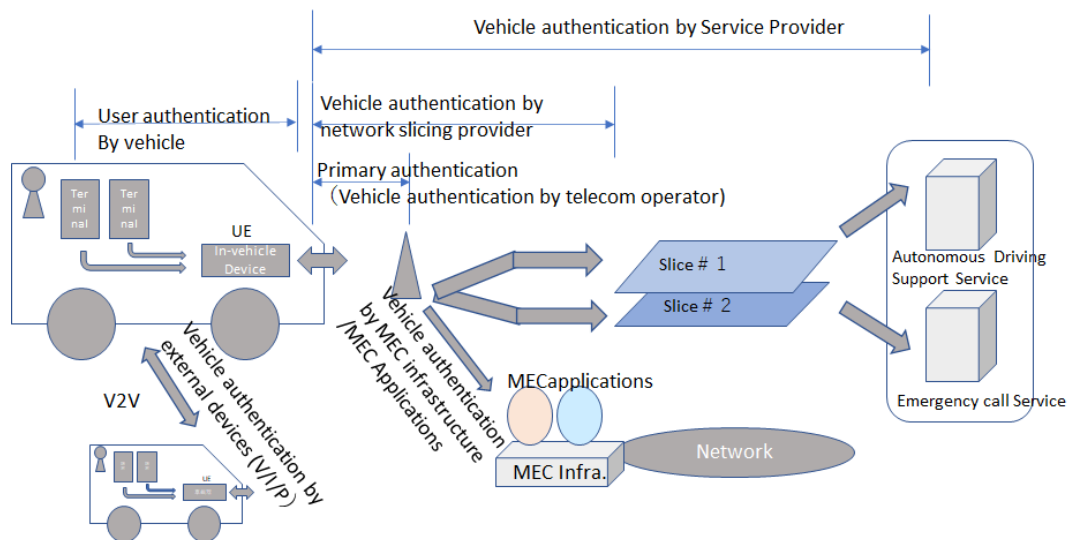 Vehicle authentication by Service Provider
User authentication
By vehicle
Vehicle authentication by
network slicing provider
Primary authentication
（Vehicle authentication by telecom operator)
Ter
mi
nal
Ter
mi
nal
UE
In-vehicle
Device
Slice＃ 1
Slice＃ 2
Autonomous Driving
Support Service
Emergency call Service
Vehicle authentication
by MEC Infrastructure
/MEC Applications
MECapplications
MEC Infra.
Network
V2V
Vehicle authentication by
external devices (V/I/P）
UE